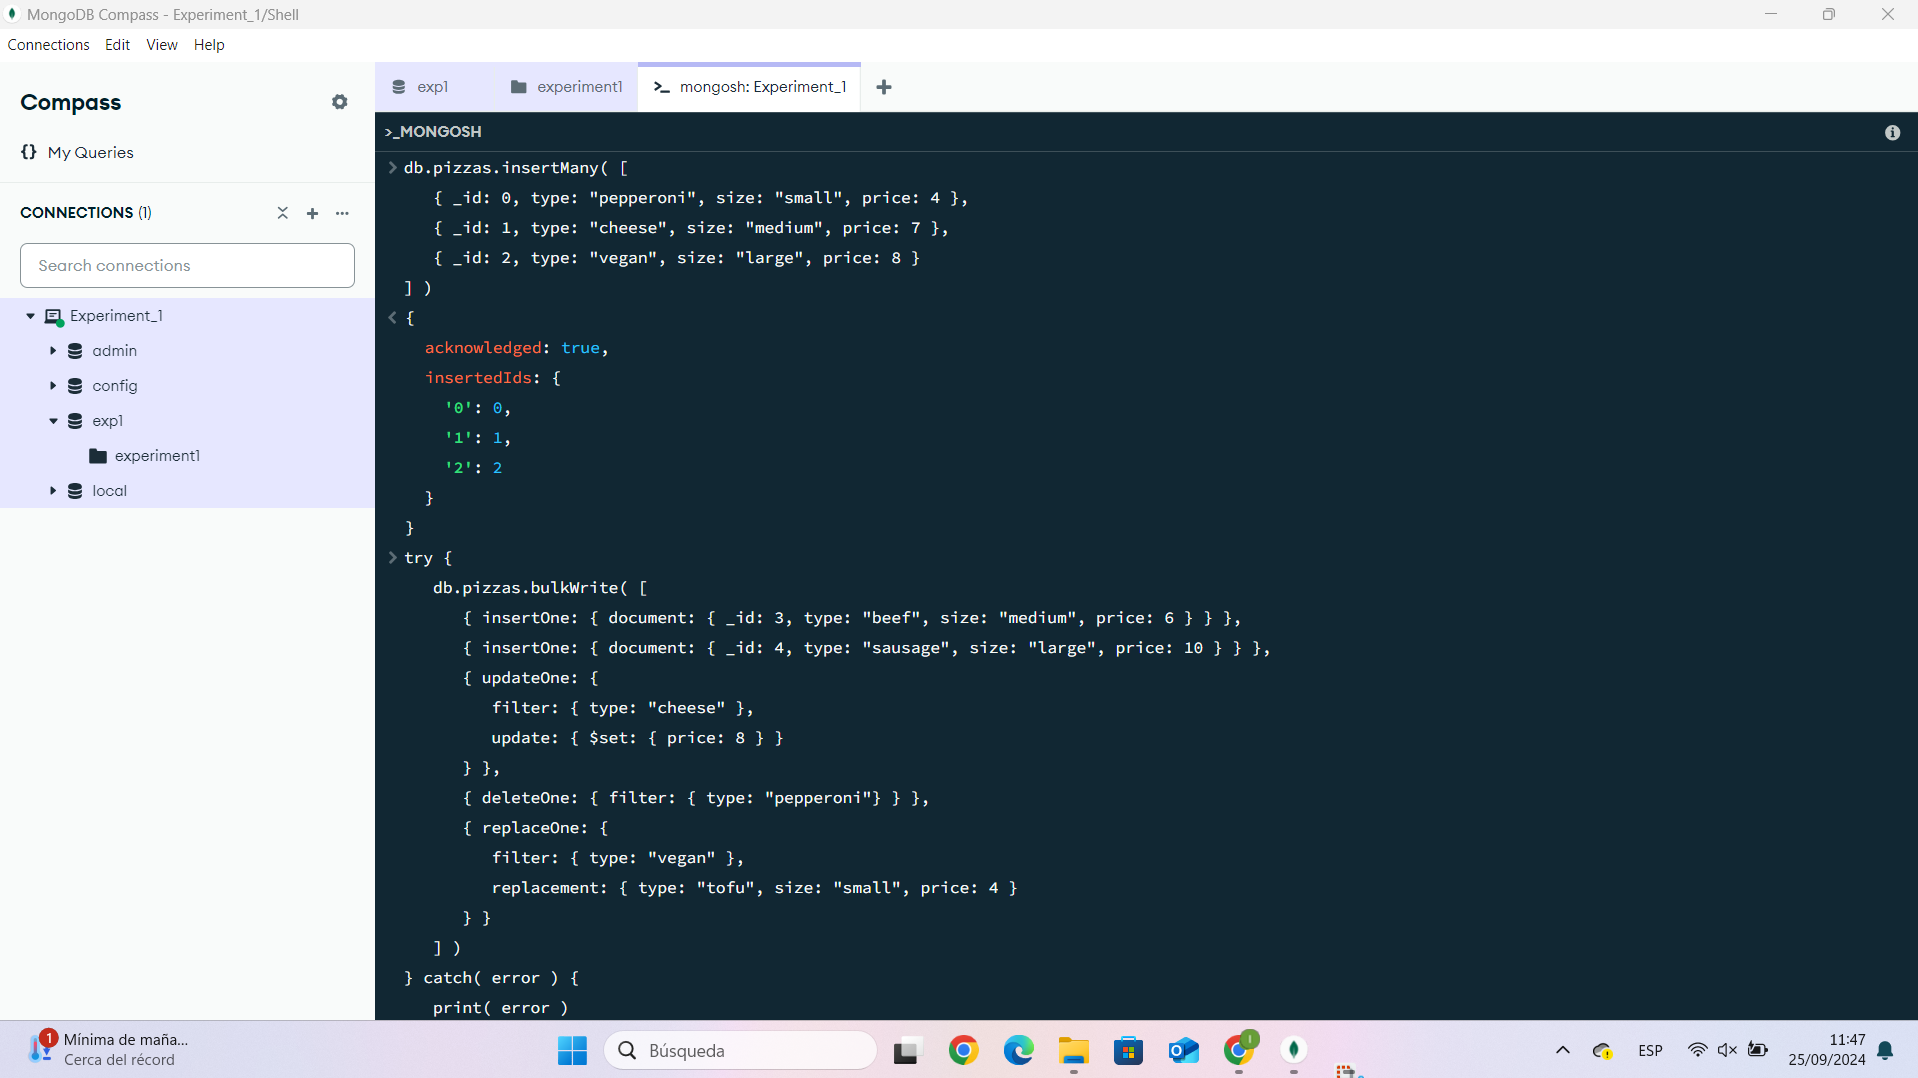 MongoDB Compass - Experiment_1/Shell
Connections Edit View Help
Compass
{} My Queries
CONNECTIONS (1)
Search connections
Experiment_1
admin
config
exp1
experiment1
local
exp1 experiment1 >_ mongosh: Experiment_1
>_MONGOSH
> db.pizzas.insertMany( [
{ _id: 0, type: "pepperoni", size: "small", price: 4 },
{ _id: 1, type: "cheese", size: "medium", price: 7 },
{ _id: 2, type: "vegan", size: "large", price: 8 }
] )
< {
acknowledged: true,
insertedIds: {
'0': 0,
'1': 1,
'2': 2
}
}
> try {
db.pizzas.bulkWrite( [
{ insertOne: { document: { _id: 3, type: "beef", size: "medium", price: 6 } } },
{ insertOne: { document: { _id: 4, type: "sausage", size: "large", price: 10 } } },
{ updateOne: {
filter: { type: "cheese" },
update: { $set: { price: 8 } }
} },
{ deleteOne: { filter: { type: "pepperoni"} } },
{ replaceOne: {
filter: { type: "vegan" },
replacement: { type: "tofu", size: "small", price: 4 }
} }
] )
} catch( error ) {
print( error )
1
Mínima de maña...
Cerca del récord
Búsqueda
ESP
11:47
25/09/2024